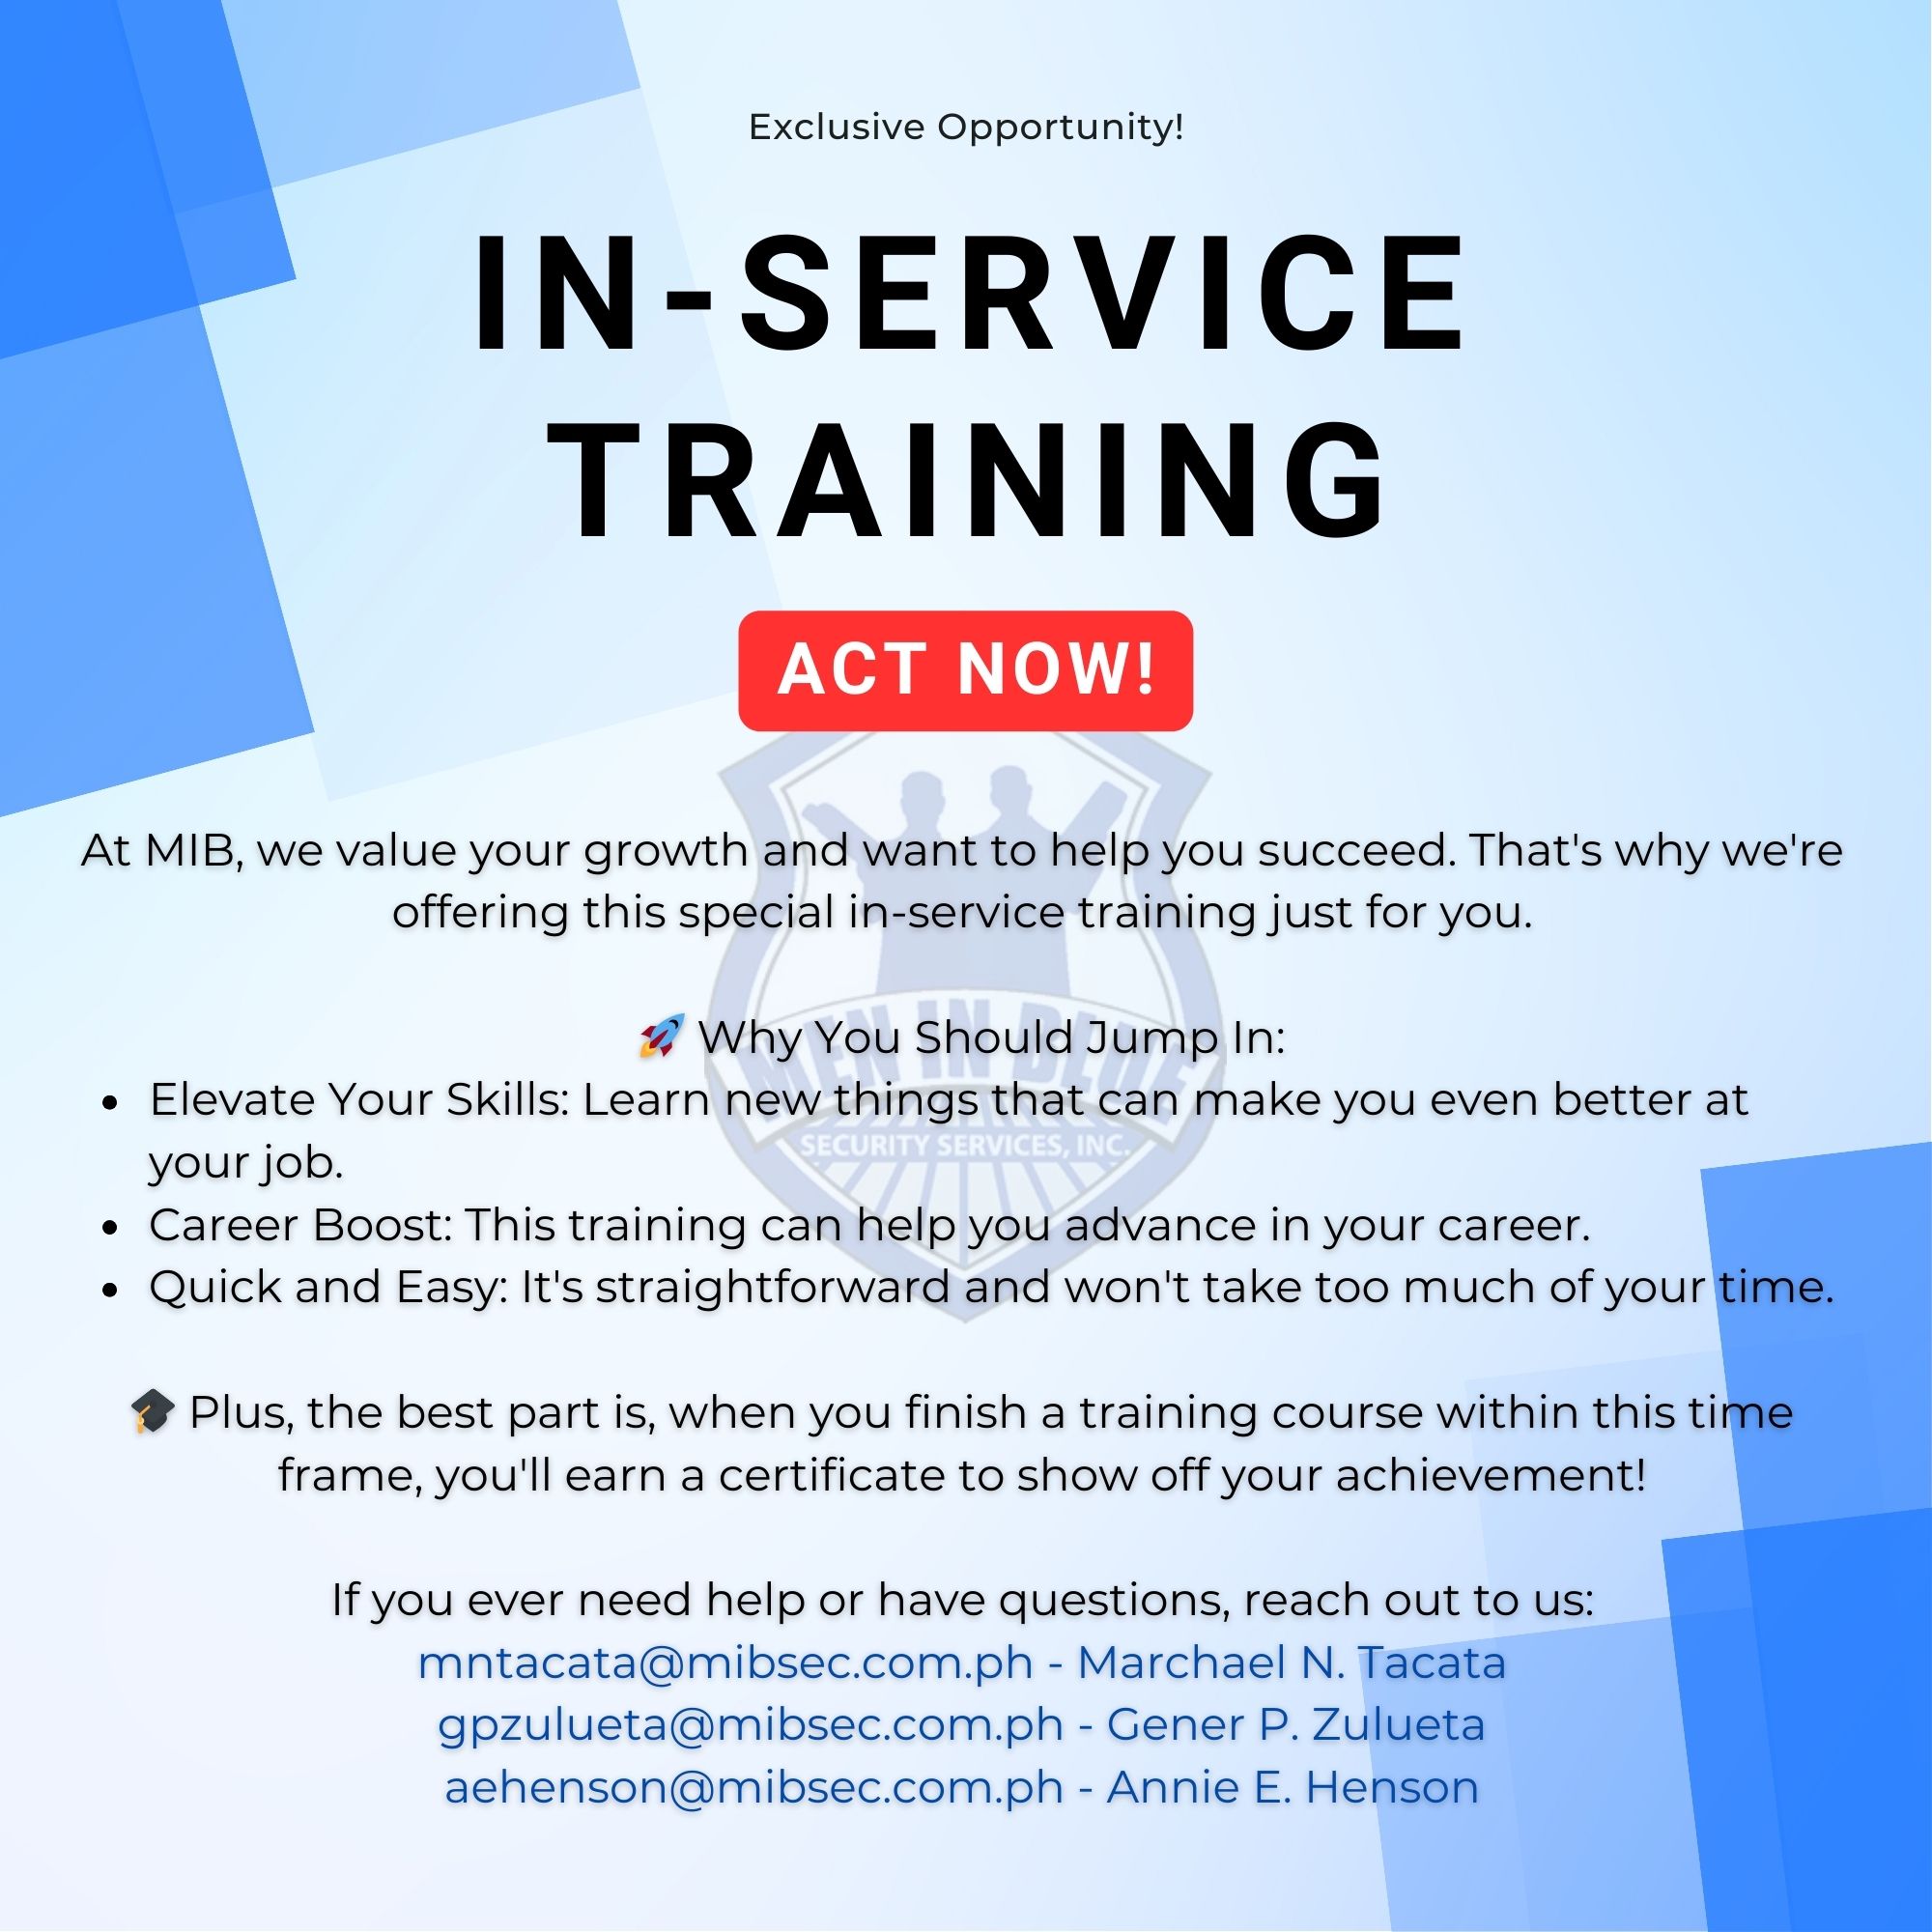 Exclusive Opportunity!
IN-SERVICE
TRAINING
ACT NOW!
At MIB, we value your growth and want to help you succeed. That's why we're
offering this special in-service training just for you.
🚀 Why You Should Jump In:
• Elevate Your Skills: Learn new things that can make you even better at
your job.
• Career Boost: This training can help you advance in your career.
• Quick and Easy: It's straightforward and won't take too much of your time.
🎓 Plus, the best part is, when you finish a training course within this time
frame, you'll earn a certificate to show off your achievement!
If you ever need help or have questions, reach out to us:
mntacata@mibsec.com.ph - Marchael N. Tacata
gpzulueta@mibsec.com.ph - Gener P. Zulueta
aehenson@mibsec.com.ph - Annie E. Henson
MEN IN BLUE
SECURITY SERVICES, INC.